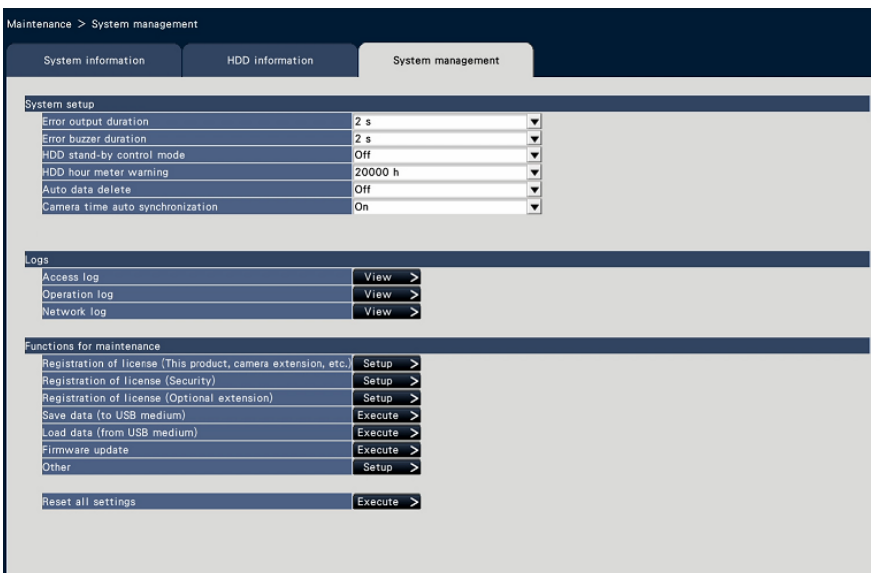 Maintenance > System management
System information HDD information System management
System setup
Error output duration 2 s
Error buzzer duration 2 s
HDD stand-by control mode Off
HDD hour meter warning 20000 h
Auto data delete Off
Camera time auto synchronization On
Logs
Access log View >
Operation log View >
Network log View >
Functions for maintenance
Registration of license (This product, camera extension, etc.) Setup >
Registration of license (Security) Setup >
Registration of license (Optional extension) Setup >
Save data (to USB medium) Execute >
Load data (from USB medium) Execute >
Firmware update Execute >
Other Setup >
Reset all settings Execute >